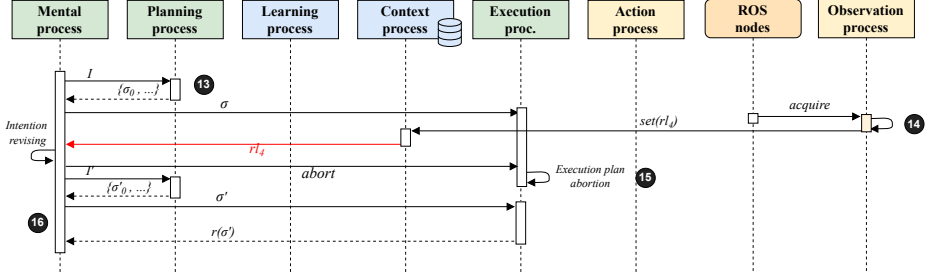 Mental
process
Planning
process
Learning
process
Context
process
Execution
proc.
Action
process
ROS
nodes
Observation
process
I
13
{σ₀ , ...}
σ
acquire
set(rl₄)
14
Intention
revising
rl₄
abort
Execution plan
abortion
15
I'
{σ'₀ , ...}
σ'
16
r(σ')